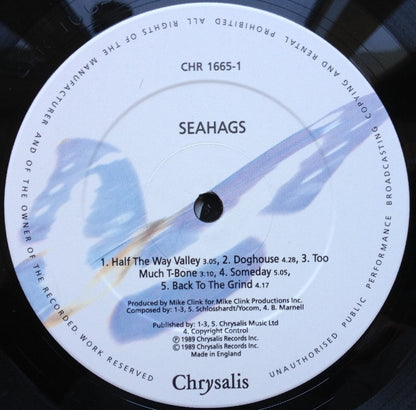 ALL RIGHTS OF THE MANUFACTURER AND OF THE OWNER OF THE RECORDED WORK RESERVED
UNAUTHORISED PUBLIC PERFORMANCE BROADCASTING COPYING AND RENTAL PROHIBITED
CHR 1665-1
SEAHAGS
1. Half The Way Valley 3.05, 2. Doghouse 4.28, 3. Too
Much T-Bone 3.10, 4. Someday 5.05,
5. Back To The Grind 4.17
Produced by Mike Clink for Mike Clink Productions Inc.
Composed by: 1-3, 5. Schlosshardt/Yocom, 4. B. Marnell
Published by: 1-3, 5. Chrysalis Music Ltd
4. Copyright Control
℗ 1989 Chrysalis Records Inc.
© 1989 Chrysalis Records Inc.
Made in England
Chrysalis